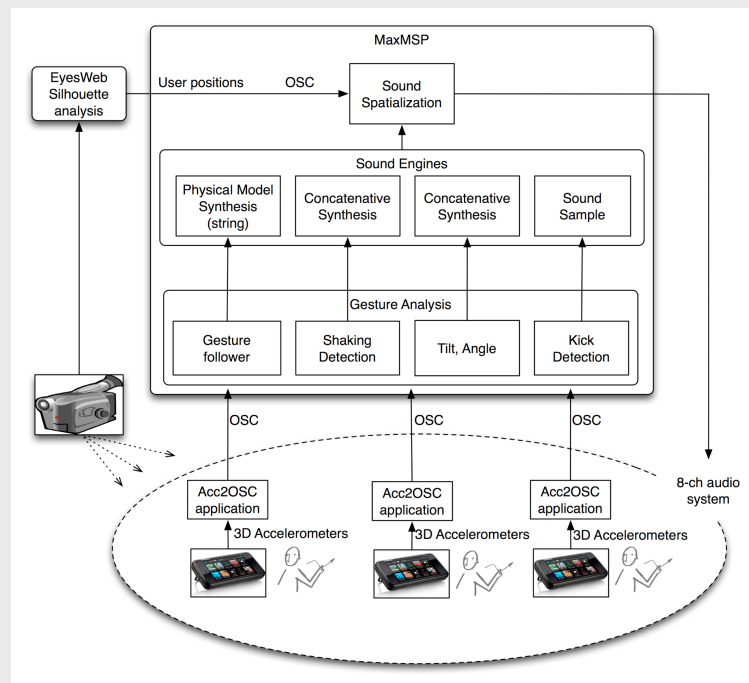 MaxMSP
EyesWeb
Silhouette
analysis
User positions
OSC
Sound
Spatialization
Sound Engines
Physical Model
Synthesis
(string)
Concatenative
Synthesis
Concatenative
Synthesis
Sound
Sample
Gesture Analysis
Gesture
follower
Shaking
Detection
Tilt, Angle
Kick
Detection
OSC
OSC
OSC
8-ch audio
system
Acc2OSC
application
Acc2OSC
application
Acc2OSC
application
3D Accelerometers
3D Accelerometers
3D Accelerometers